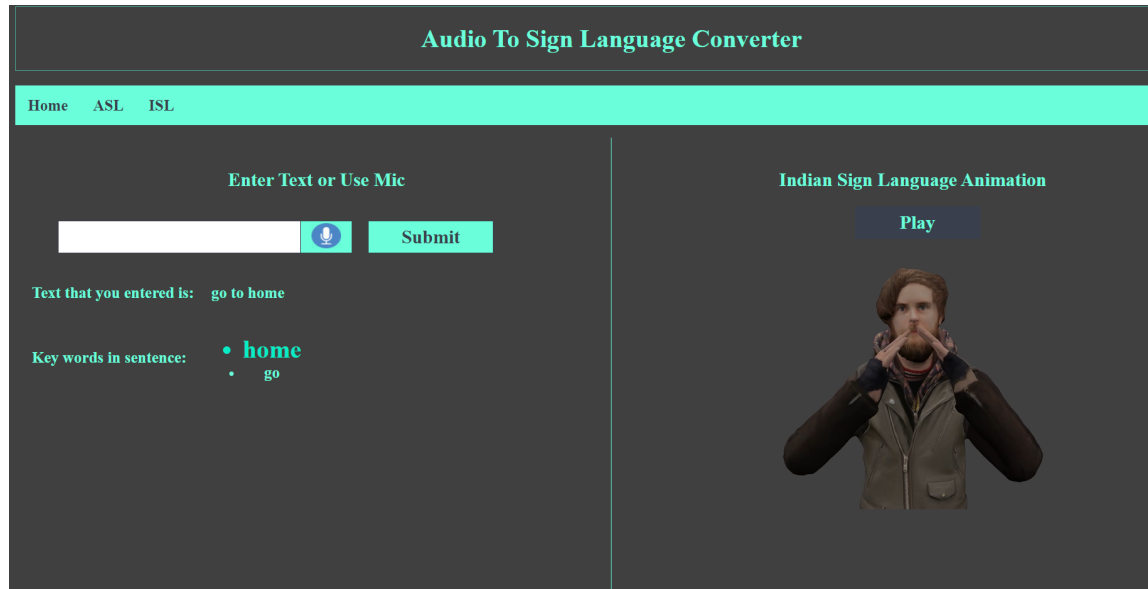 Audio To Sign Language Converter
Home ASL ISL
Enter Text or Use Mic
Submit
Text that you entered is: go to home
Key words in sentence:
• home
• go
Indian Sign Language Animation
Play